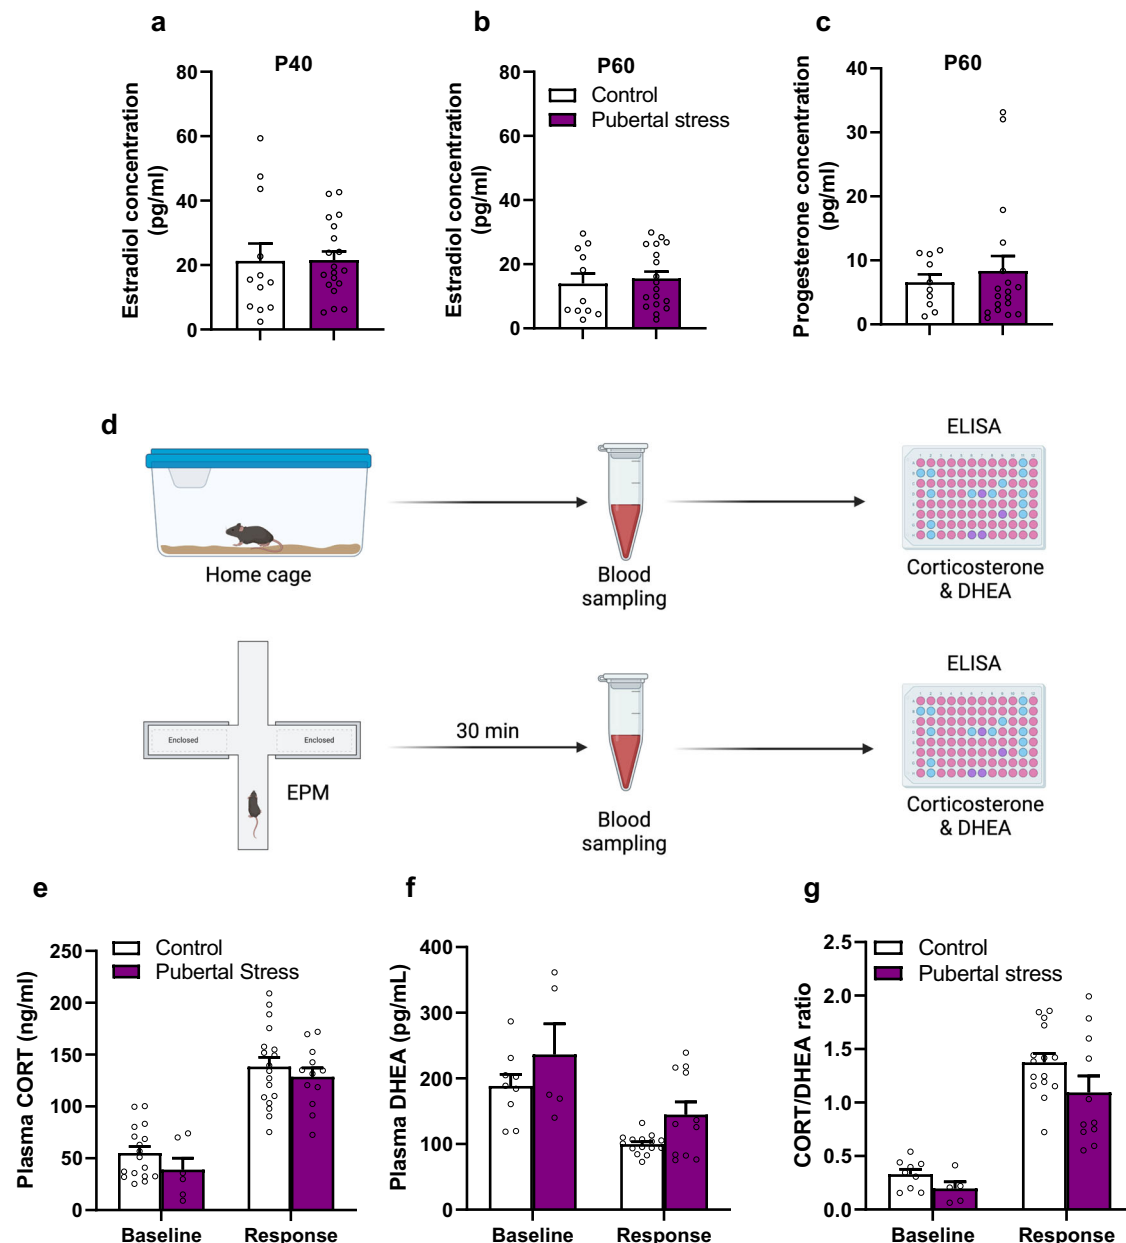 a
P40
Estradiol concentration
(pg/ml)
80
60
40
20
0
b
P60
Control
Pubertal stress
Estradiol concentration
(pg/ml)
80
60
40
20
0
c
P60
Progesterone concentration
(pg/ml)
40
30
20
10
0
d
Home cage
Blood
sampling
ELISA
Corticosterone
& DHEA
Enclosed
Enclosed
EPM
30 min
Blood
sampling
ELISA
Corticosterone
& DHEA
e
Control
Pubertal Stress
Plasma CORT (ng/ml)
250
200
150
100
50
0
Baseline
Response
f
Plasma DHEA (pg/mL)
400
300
200
100
0
Baseline
Response
g
Control
Pubertal stress
CORT/DHEA ratio
2.5
2.0
1.5
1.0
0.5
0.0
Baseline
Response